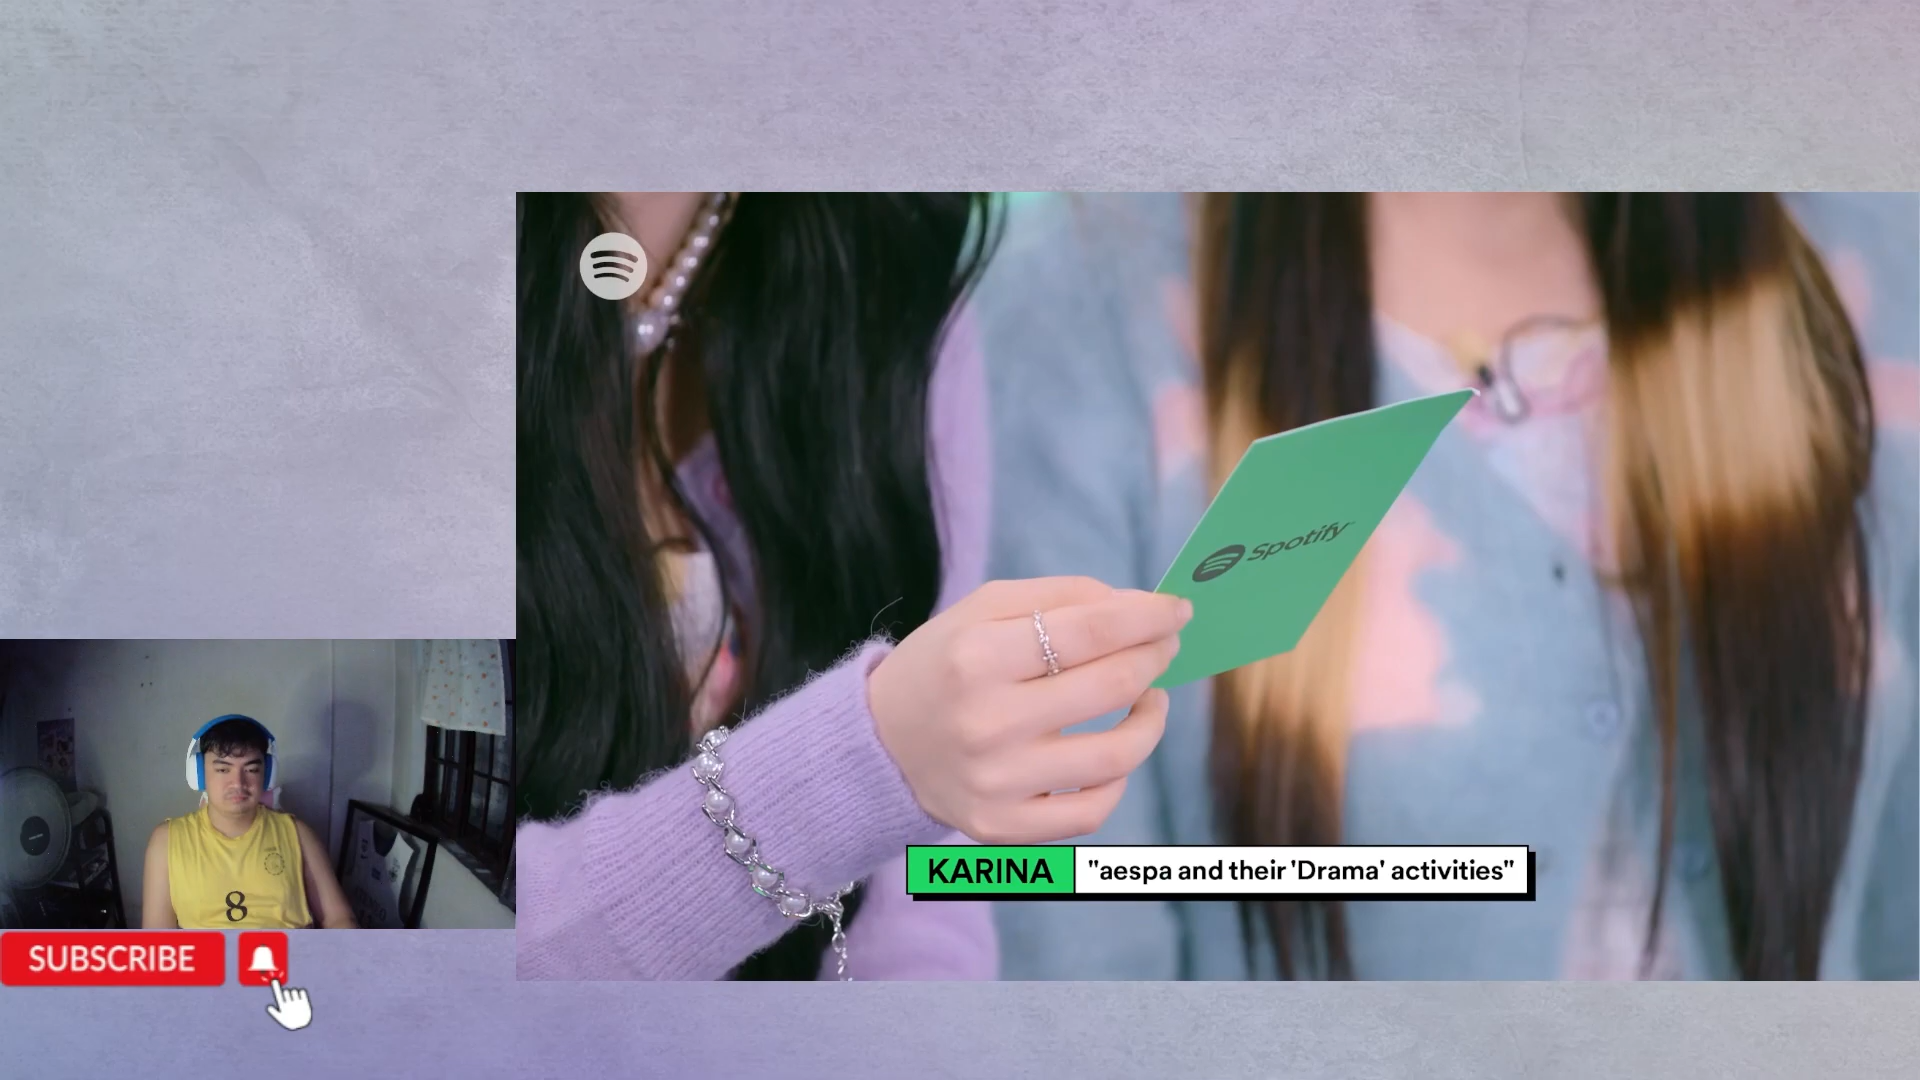 Spotify
KARINA "aespa and their 'Drama' activities"
8
SUBSCRIBE